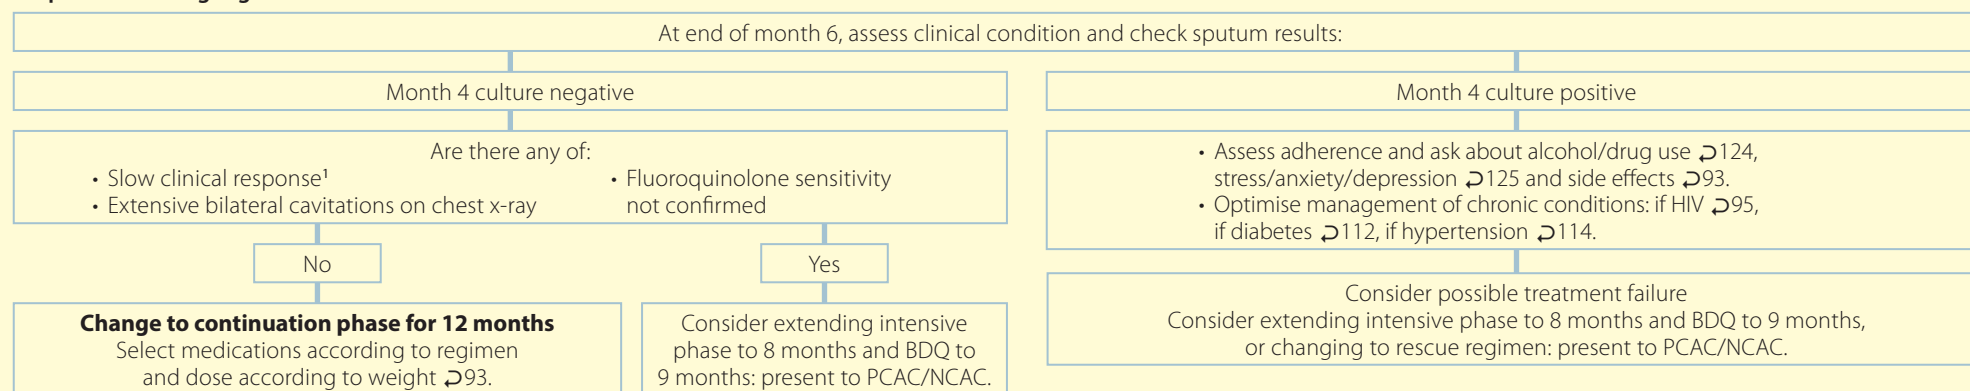 At end of month 6, assess clinical condition and check sputum results:
Month 4 culture negative
Are there any of:
• Slow clinical response¹
• Extensive bilateral cavitations on chest x-ray
• Fluoroquinolone sensitivity
not confirmed
No
Change to continuation phase for 12 months
Select medications according to regimen
and dose according to weight ⮌93.
Yes
Consider extending intensive
phase to 8 months and BDQ to
9 months: present to PCAC/NCAC.
Month 4 culture positive
• Assess adherence and ask about alcohol/drug use ⮌124,
stress/anxiety/depression ⮌125 and side effects ⮌93.
• Optimise management of chronic conditions: if HIV ⮌95,
if diabetes ⮌112, if hypertension ⮌114.
Consider possible treatment failure
Consider extending intensive phase to 8 months and BDQ to 9 months,
or changing to rescue regimen: present to PCAC/NCAC.